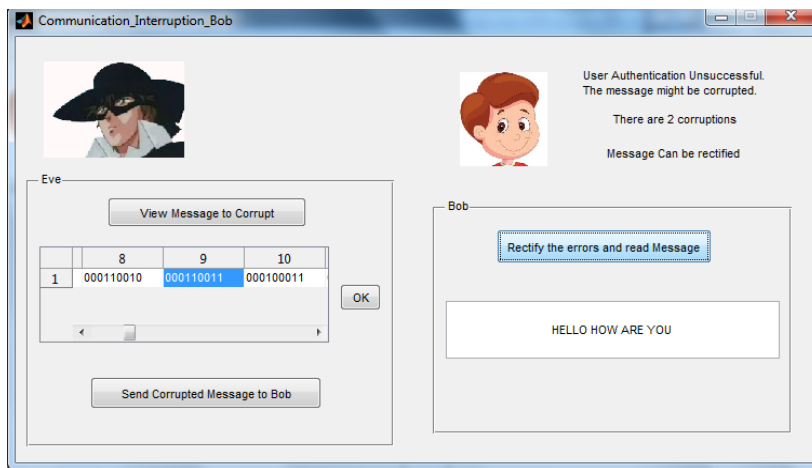 Communication_Interruption_Bob
User Authentication Unsuccessful.
The message might be corrupted.
There are 2 corruptions
Message Can be rectified
Eve
View Message to Corrupt
8 9 10
1 000110010 000110011 000100011
OK
Send Corrupted Message to Bob
Bob
Rectify the errors and read Message
HELLO HOW ARE YOU